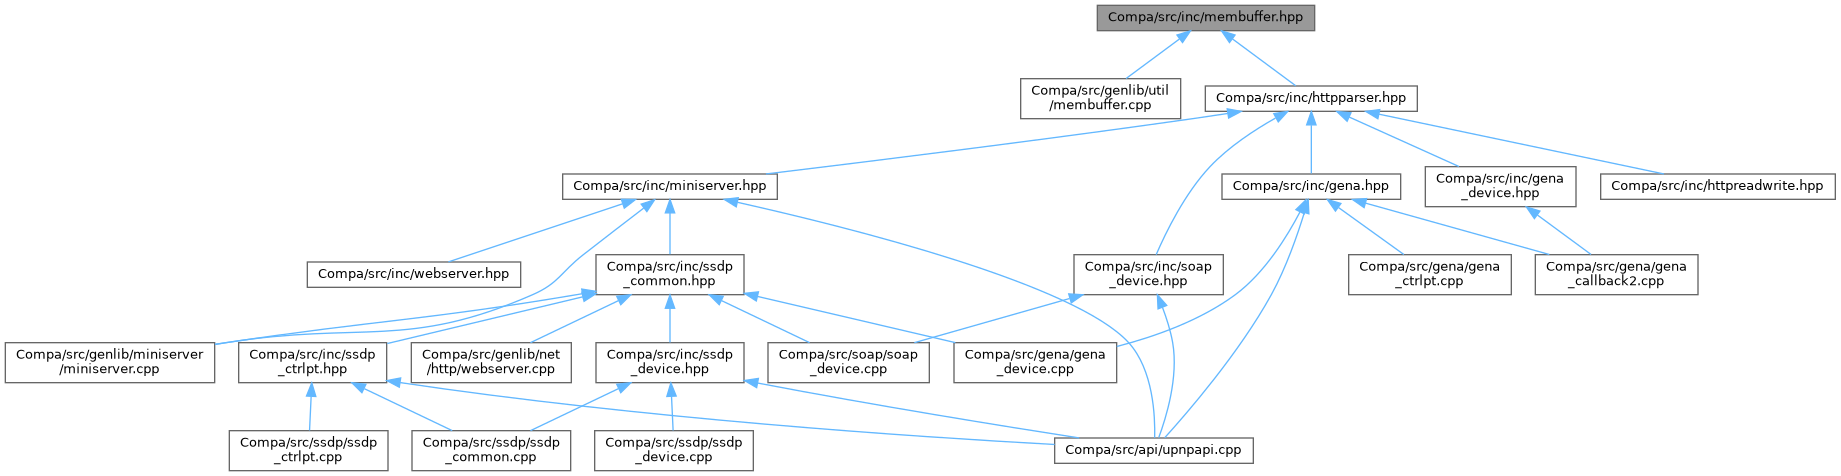 Compa/src/inc/membuffer.hpp
Compa/src/genlib/util
/membuffer.cpp
Compa/src/inc/httpparser.hpp
Compa/src/inc/miniserver.hpp
Compa/src/inc/gena.hpp
Compa/src/inc/gena
_device.hpp
Compa/src/inc/httpreadwrite.hpp
Compa/src/inc/webserver.hpp
Compa/src/inc/ssdp
_common.hpp
Compa/src/inc/soap
_device.hpp
Compa/src/gena/gena
_ctrlpt.cpp
Compa/src/gena/gena
_callback2.cpp
Compa/src/genlib/miniserver
/miniserver.cpp
Compa/src/inc/ssdp
_ctrlpt.hpp
Compa/src/genlib/net
/http/webserver.cpp
Compa/src/inc/ssdp
_device.hpp
Compa/src/soap/soap
_device.cpp
Compa/src/gena/gena
_device.cpp
Compa/src/ssdp/ssdp
_ctrlpt.cpp
Compa/src/ssdp/ssdp
_common.cpp
Compa/src/ssdp/ssdp
_device.cpp
Compa/src/api/upnpapi.cpp